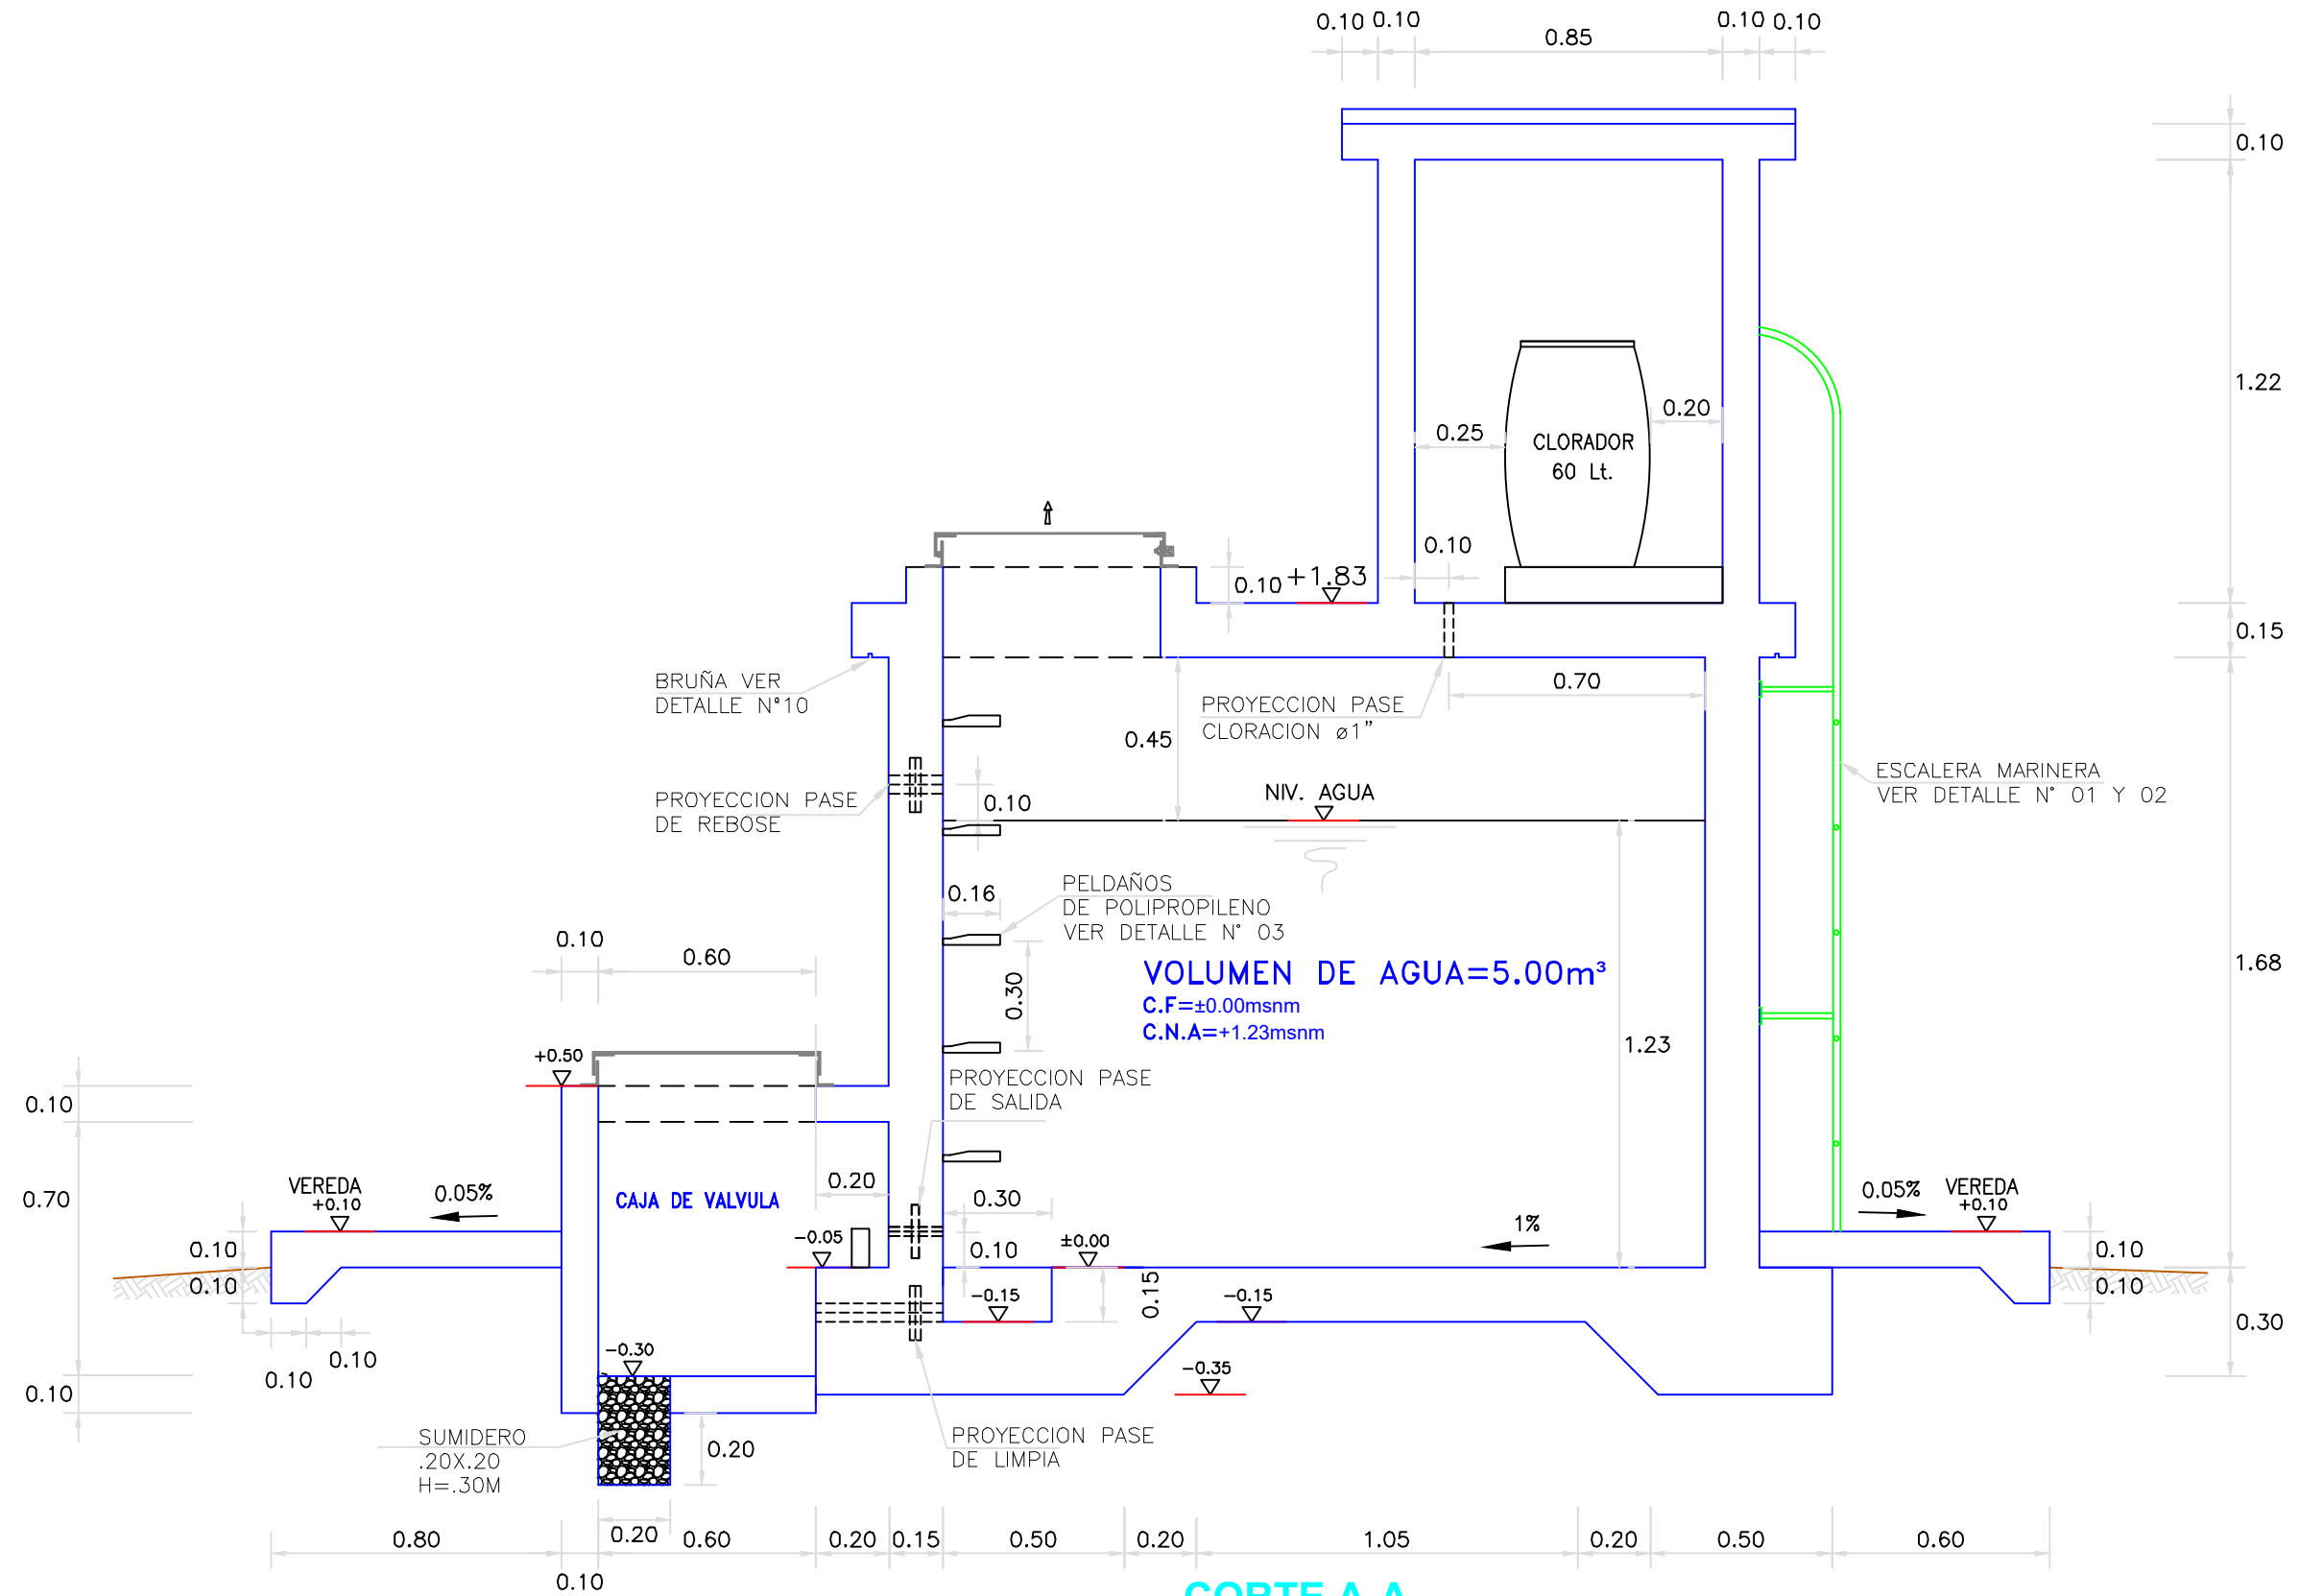 0.10 0.10 0.85 0.10 0.10
0.10
1.22
0.20
0.25
CLORADOR
60 Lt.
0.10
0.10
+1.83
0.15
BRUÑA VER
DETALLE N°10
0.70
PROYECCION PASE
CLORACION ø1”
0.45
ESCALERA MARINERA
VER DETALLE N° 01 Y 02
NIV. AGUA
PROYECCION PASE
DE REBOSE
0.10
PELDAÑOS
DE POLIPROPILENO
VER DETALLE N° 03
0.16
0.10
0.60
1.68
VOLUMEN DE AGUA=5.00m³
C.F=±0.00msnm
C.N.A=+1.23msnm
0.30
1.23
+0.50
PROYECCION PASE
DE SALIDA
0.10
0.70
VEREDA
+0.10
0.05%
CAJA DE VALVULA
0.20
0.30
0.05%
VEREDA
+0.10
1%
-0.05
±0.00
0.10
0.10
0.10
0.10
0.10
0.15
-0.15
-0.15
0.30
-0.30
-0.35
0.10
0.10
0.10
SUMIDERO
.20X.20
H=.30M
0.20
PROYECCION PASE
DE LIMPIA
0.80 0.20 0.60 0.20 0.15 0.50 0.20 1.05 0.20 0.50 0.60
0.10
CORTE A-A